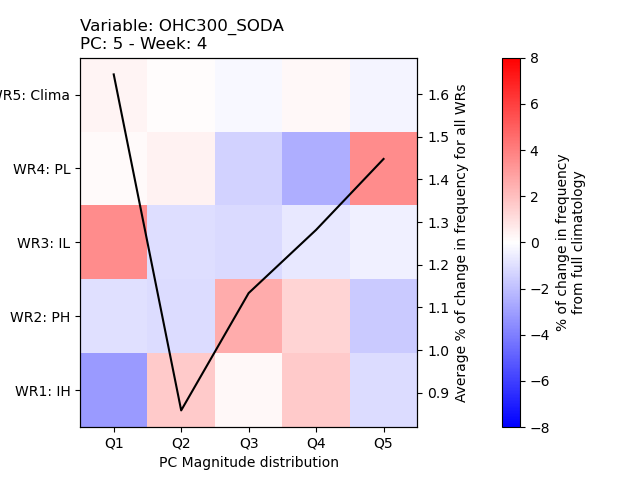 Variable: OHC300_SODA
PC: 5 - Week: 4
R5: Clima
WR4: PL
WR3: IL
WR2: PH
WR1: IH
Q1 Q2 Q3 Q4 Q5
PC Magnitude distribution
1.6
1.5
1.4
1.3
1.2
1.1
1.0
0.9
Average % of change in frequency for all WRs
8
6
4
2
0
−2
−4
−6
−8
% of change in frequency
from full climatology